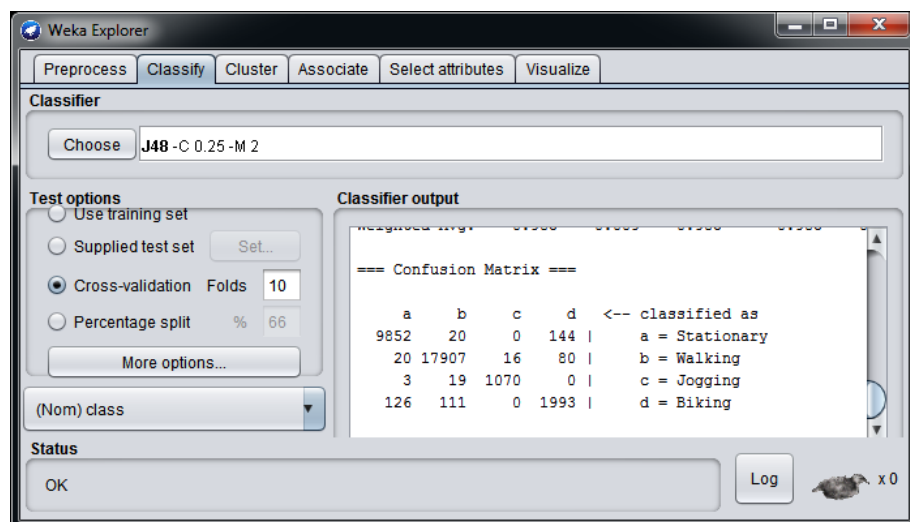 Weka Explorer
Preprocess Classify Cluster Associate Select attributes Visualize
Classifier
Choose J48 -C 0.25 -M 2
Test options
Use training set
Supplied test set Set...
Cross-validation Folds 10
Percentage split % 66
More options...
(Nom) class
Classifier output
=== Confusion Matrix ===
a b c d <-- classified as
9852 20 0 144 | a = Stationary
20 17907 16 80 | b = Walking
3 19 1070 0 | c = Jogging
126 111 0 1993 | d = Biking
Status
OK
Log x 0